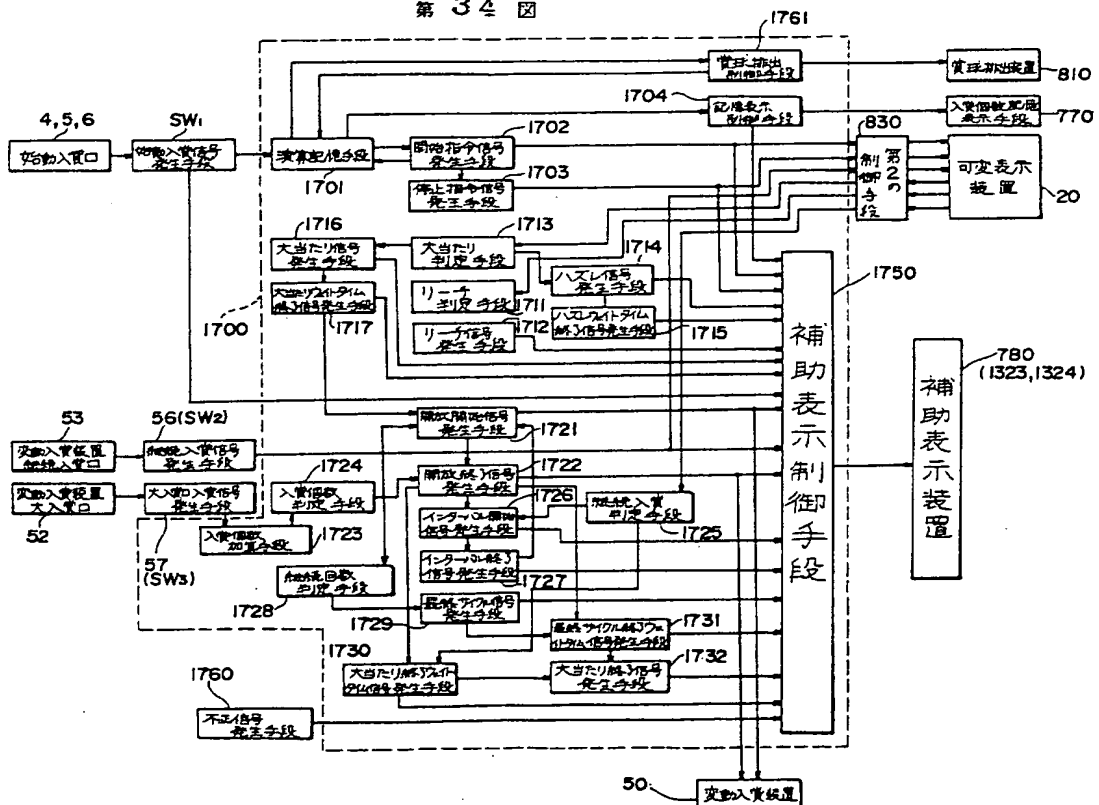 第34図
1761
賞球排出
制御手段
賞球排出装置
810
1704
記憶表示
制御手段
入賞個数記憶
表示手段
770
4,5,6
始動入賞口
SW1
始動入賞信号
発生手段
演算記憶手段
1701
1702
開始指令信号
発生手段
1703
停止指令信号
発生手段
830
第2の
制御手段
可変表示
装置
20
1716
大当たり信号
発生手段
1713
大当たり
判定手段
1714
ハズレ信号
発生手段
1750
補助表示制御手段
大当たりウェイトタイム
終了信号発生手段
1717
リーチ
判定手段
1711
ハズレウェイトタイム
終了信号発生手段
1715
1712
リーチ信号
発生手段
1700
780
(1323,1324)
補助表示装置
53
変動入賞装置
継続入賞口
56(SW2)
継続入賞信号
発生手段
開放開始信号
発生手段
1721
変動入賞装置
大入賞口
52
大入賞口入賞信号
発生手段
57
(SW3)
1724
入賞個数
判定手段
入賞個数
加算手段
1723
開放終了信号
発生手段
1722
1726
インターバル開始
信号発生手段
継続入賞
判定手段
1725
インターバル終了
信号発生手段
1727
継続回数
判定手段
1728
最終サイクル信号
発生手段
1729
最終サイクル終了ウェ
イトタイム信号発生手段
1731
1730
大当たり終了ウェイト
タイム信号発生手段
大当たり終了信号
発生手段
1732
1760
不正信号
発生手段
50
変動入賞装置